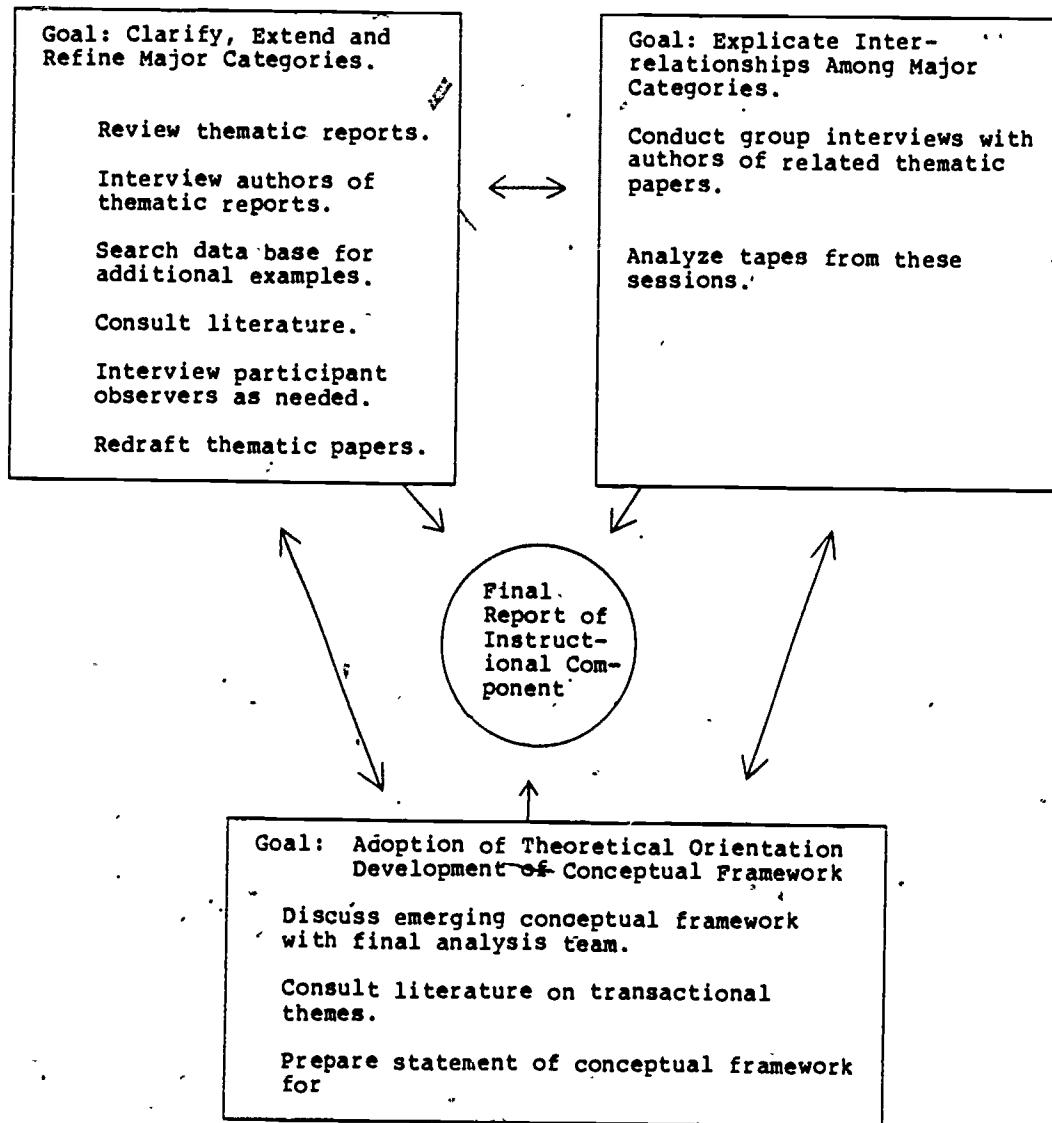 Goal: Clarify, Extend and
Refine Major Categories.
Review thematic reports.
Interview authors of
thematic reports.
Search data base for
additional examples.
Consult literature.
Interview participant
observers as needed.
Redraft thematic papers.
Goal: Explicate Inter-
relationships Among Major
Categories.
Conduct group interviews with
authors of related thematic
papers.
Analyze tapes from these
sessions.
Final
Report of
Instruct-
ional Com-
ponent
Goal: Adoption of Theoretical Orientation
Development of Conceptual Framework
Discuss emerging conceptual framework
with final analysis team.
Consult literature on transactional
themes.
Prepare statement of conceptual framework
for